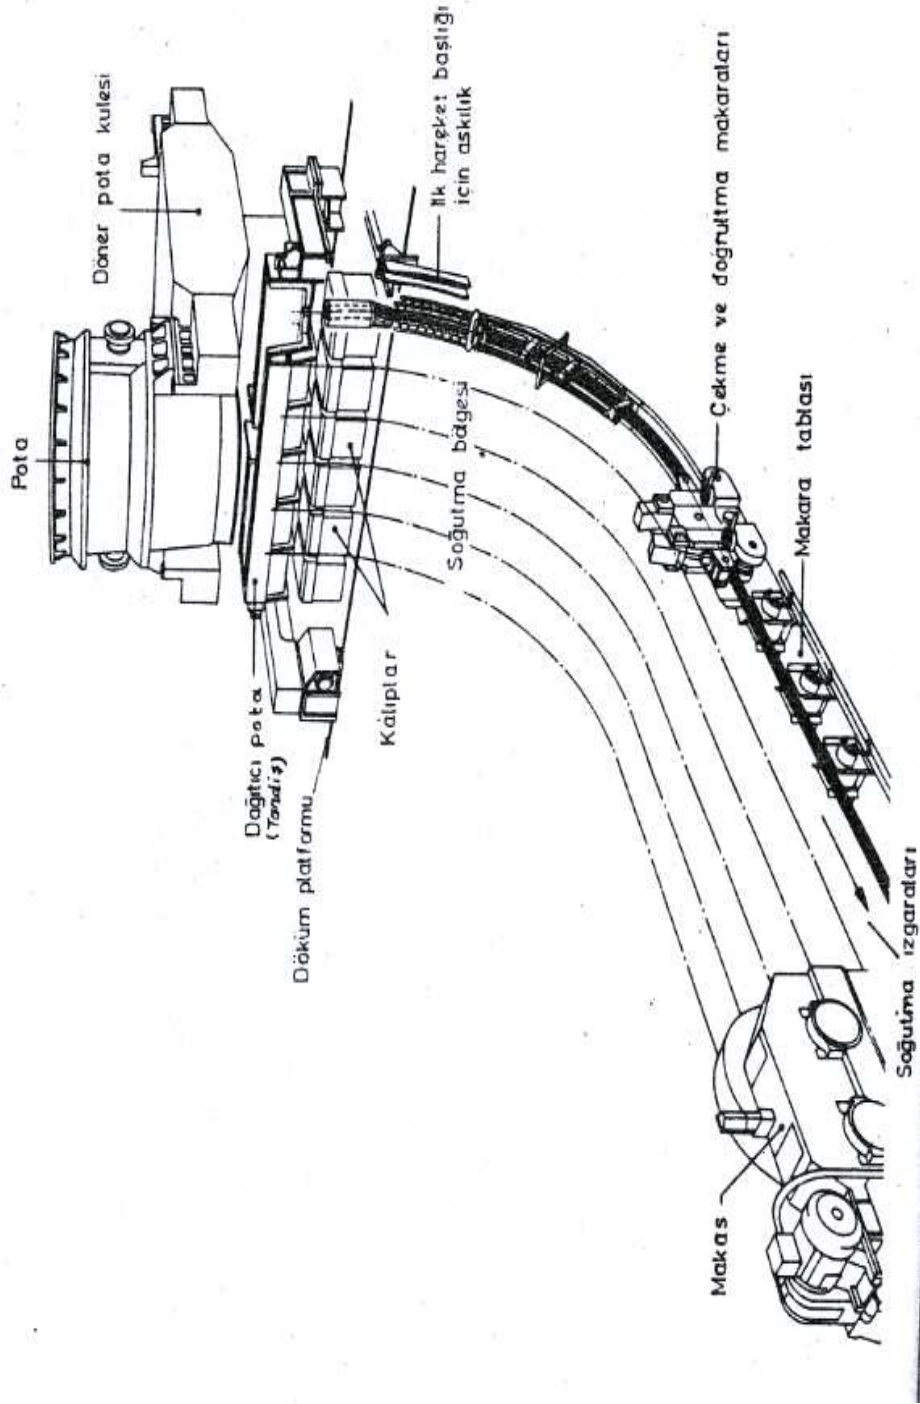 Pota
Döner pota kulesi
İlk hareket başlığı
için askılık
Dağıtıcı pota
(Tandiş)
Döküm platformu
Kalıplar
Soğutma bölgesi
Çekme ve doğrultma makaraları
Makara tablası
Makas
Soğutma ızgaraları